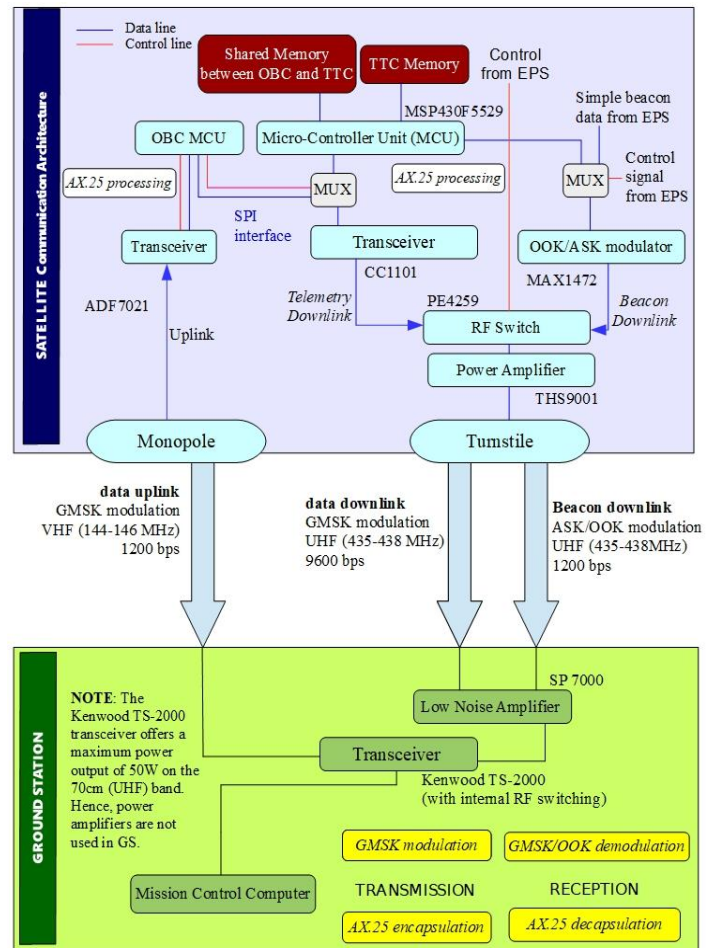 SATELLITE Communication Architecture
Data line
Control line
Shared Memory
between OBC and TTC
TTC Memory
Control
from EPS
MSP430F5529
Simple beacon
data from EPS
OBC MCU
Micro-Controller Unit (MCU)
AX.25 processing
MUX
AX.25 processing
MUX
Control
signal
from EPS
SPI
interface
Transceiver
Transceiver
OOK/ASK modulator
CC1101
MAX1472
ADF7021
Telemetry
Downlink
PE4259
Beacon
Downlink
Uplink
RF Switch
Power Amplifier
THS9001
Monopole
Turnstile
data uplink
GMSK modulation
VHF (144-146 MHz)
1200 bps
data downlink
GMSK modulation
UHF (435-438 MHz)
9600 bps
Beacon downlink
ASK/OOK modulation
UHF (435-438MHz)
1200 bps
GROUND STATION
NOTE: The
Kenwood TS-2000
transceiver offers a
maximum power
output of 50W on the
70cm (UHF) band.
Hence, power
amplifiers are not
used in GS.
SP 7000
Low Noise Amplifier
Transceiver
Kenwood TS-2000
(with internal RF switching)
GMSK modulation
GMSK/OOK demodulation
Mission Control Computer
TRANSMISSION
RECEPTION
AX.25 encapsulation
AX.25 decapsulation